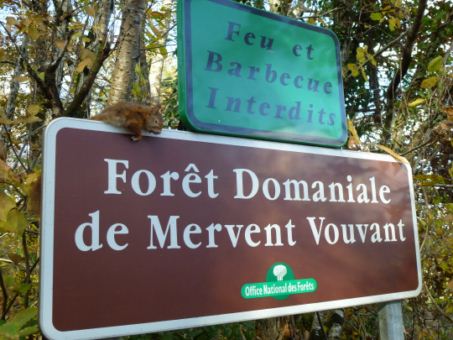 Feu et
Barbecue
Interdits
Forêt Domaniale
de Mervent Vouvant
Office National des Forêts